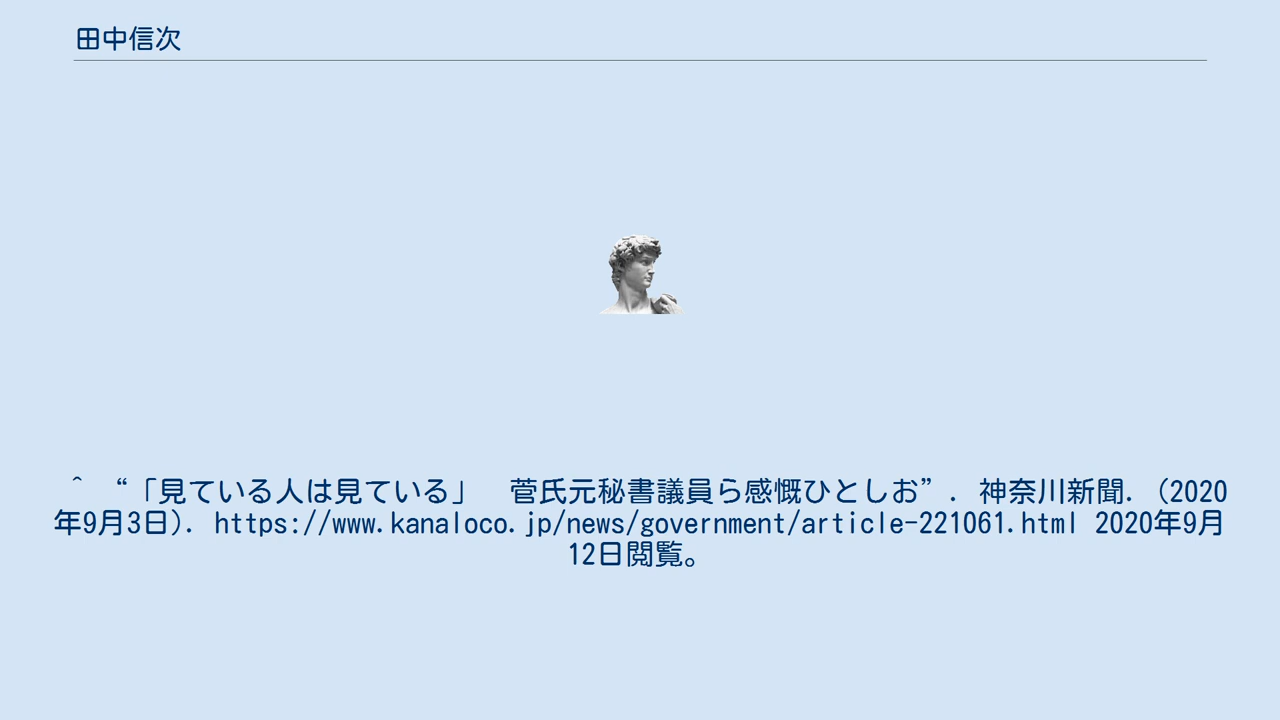 田中信次
^ “「見ている人は見ている」　菅氏元秘書議員ら感慨ひとしお”. 神奈川新聞. (2020
年9月3日). https://www.kanaloco.jp/news/government/article-221061.html 2020年9月
12日閲覧。